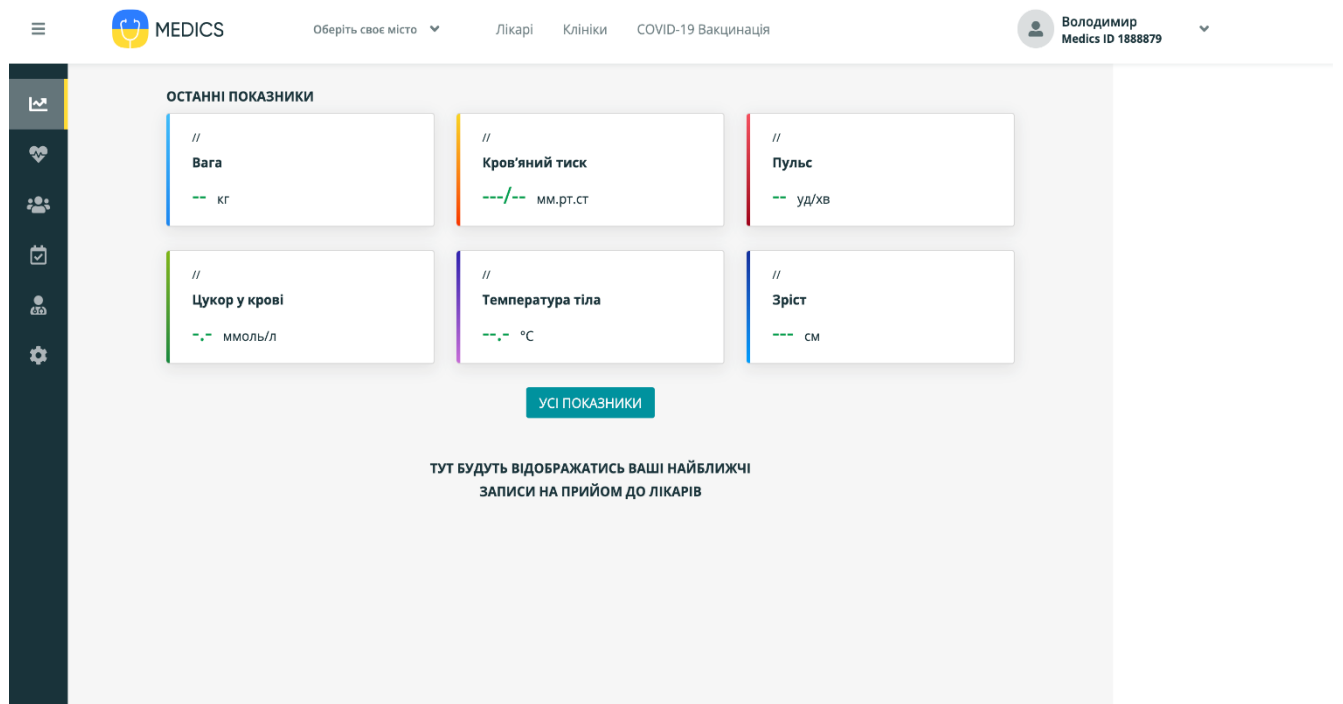 MEDICS
Оберіть своє місто
Лікарі
Клініки
COVID-19 Вакцинація
Володимир
Medics ID 1888879
ОСТАННІ ПОКАЗНИКИ
//
Вага
-- кг
//
Кров’яний тиск
---/-- мм.рт.ст
//
Пульс
-- уд/хв
//
Цукор у крові
-.- ммоль/л
//
Температура тіла
--.- °C
//
Зріст
--- см
УСІ ПОКАЗНИКИ
ТУТ БУДУТЬ ВІДОБРАЖАТИСЬ ВАШІ НАЙБЛИЖЧІ
ЗАПИСИ НА ПРИЙОМ ДО ЛІКАРІВ